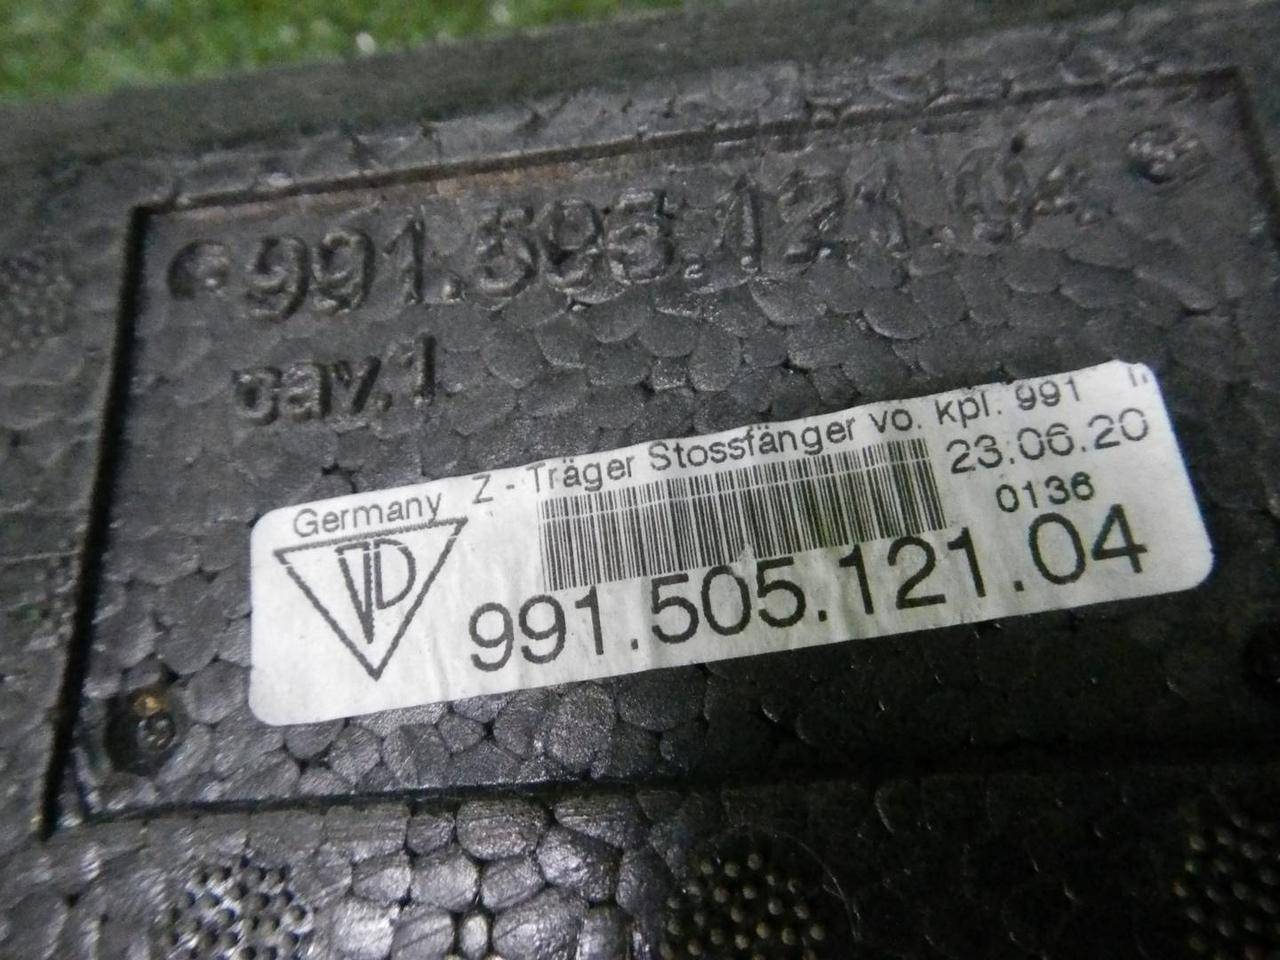 991.505.121.04
cav.1
Z - Träger Stossfänger vo. kpl. 991
Germany
23.06.20
0136
991.505.121.04